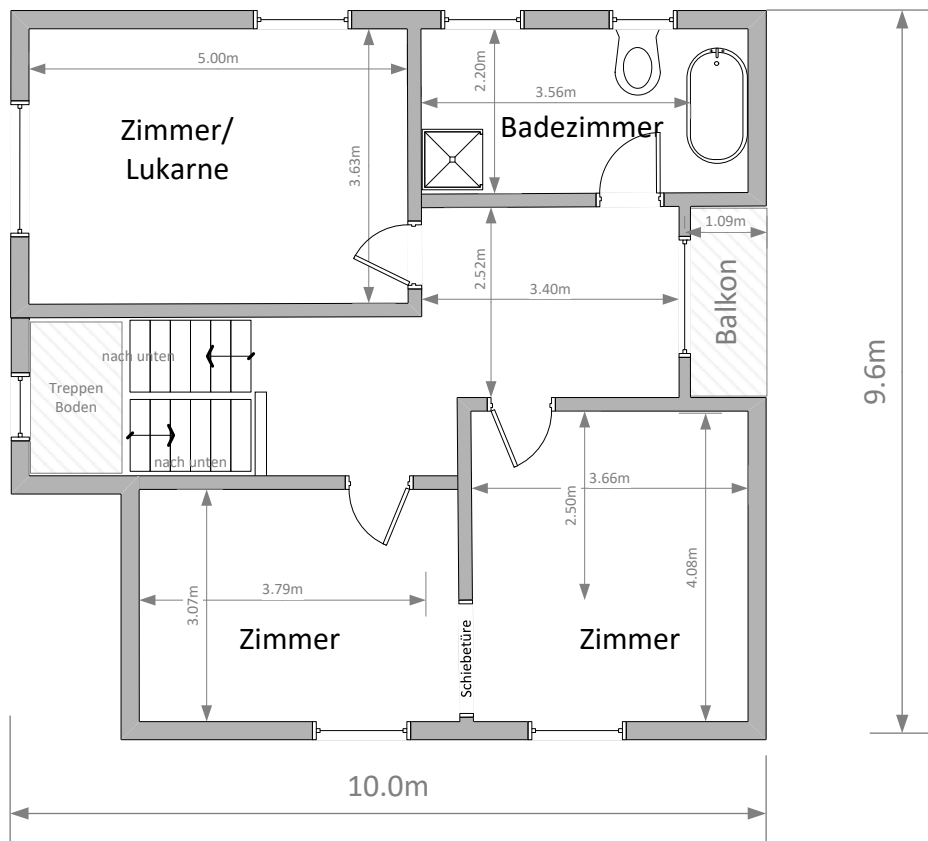 5.00m
2.20m
3.56m
Zimmer/
Lukarne
Badezimmer
3.63m
1.09m
2.52m
3.40m
Balkon
9.6m
nach unten
Treppen
Boden
nach unten
3.66m
2.50m
4.08m
3.79m
3.07m
Zimmer
Schiebetüre
Zimmer
10.0m